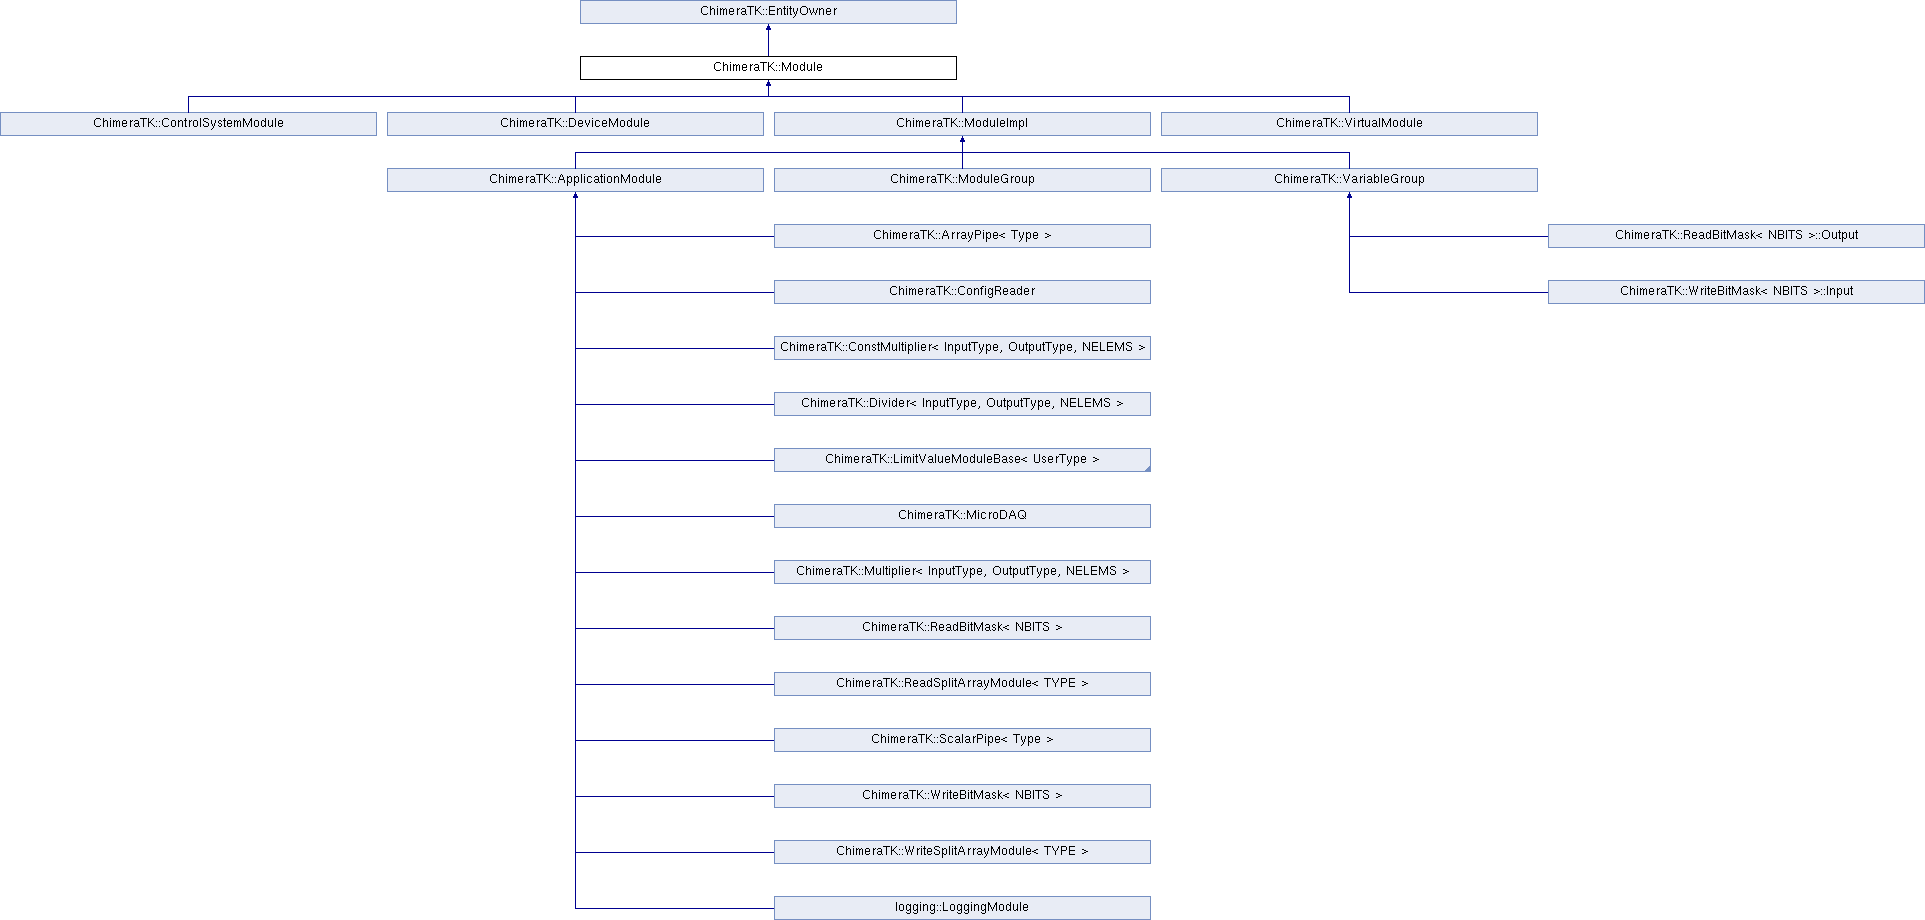 ChimeraTK::EntityOwner
ChimeraTK::Module
ChimeraTK::ControlSystemModule
ChimeraTK::DeviceModule
ChimeraTK::ModuleImpl
ChimeraTK::VirtualModule
ChimeraTK::ApplicationModule
ChimeraTK::ModuleGroup
ChimeraTK::VariableGroup
ChimeraTK::ArrayPipe< Type >
ChimeraTK::ReadBitMask< NBITS >::Output
ChimeraTK::ConfigReader
ChimeraTK::WriteBitMask< NBITS >::Input
ChimeraTK::ConstMultiplier< InputType, OutputType, NELEMS >
ChimeraTK::Divider< InputType, OutputType, NELEMS >
ChimeraTK::LimitValueModuleBase< UserType >
ChimeraTK::MicroDAQ
ChimeraTK::Multiplier< InputType, OutputType, NELEMS >
ChimeraTK::ReadBitMask< NBITS >
ChimeraTK::ReadSplitArrayModule< TYPE >
ChimeraTK::ScalarPipe< Type >
ChimeraTK::WriteBitMask< NBITS >
ChimeraTK::WriteSplitArrayModule< TYPE >
logging::LoggingModule